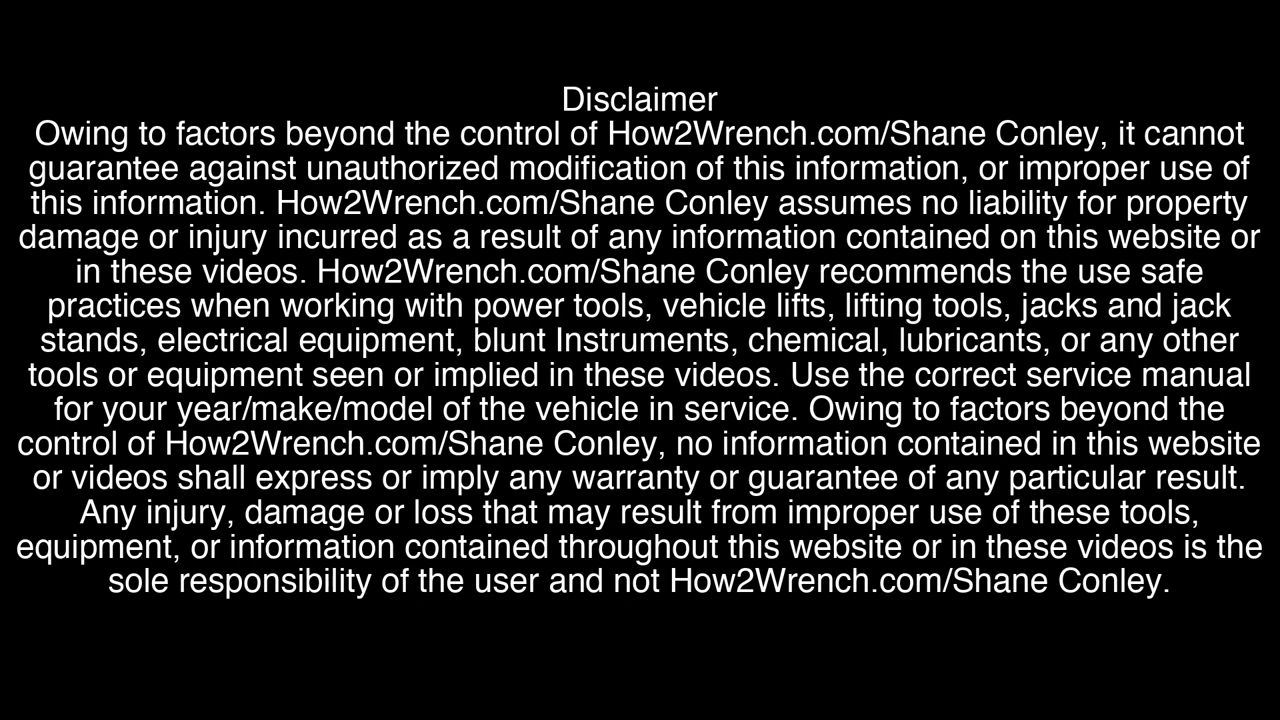 Disclaimer
Owing to factors beyond the control of How2Wrench.com/Shane Conley, it cannot
guarantee against unauthorized modification of this information, or improper use of
this information. How2Wrench.com/Shane Conley assumes no liability for property
damage or injury incurred as a result of any information contained on this website or
in these videos. How2Wrench.com/Shane Conley recommends the use safe
practices when working with power tools, vehicle lifts, lifting tools, jacks and jack
stands, electrical equipment, blunt Instruments, chemical, lubricants, or any other
tools or equipment seen or implied in these videos. Use the correct service manual
for your year/make/model of the vehicle in service. Owing to factors beyond the
control of How2Wrench.com/Shane Conley, no information contained in this website
or videos shall express or imply any warranty or guarantee of any particular result.
Any injury, damage or loss that may result from improper use of these tools,
equipment, or information contained throughout this website or in these videos is the
sole responsibility of the user and not How2Wrench.com/Shane Conley.